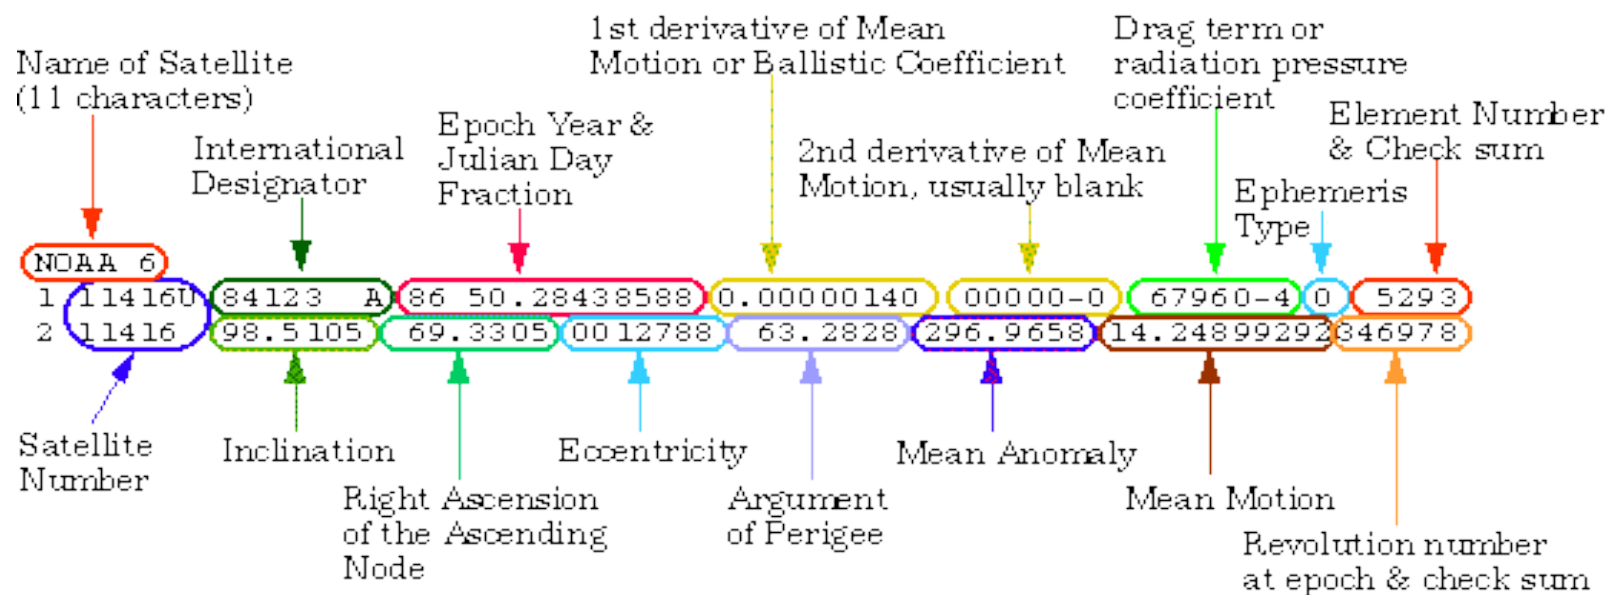 1st derivative of Mean
Motion or Ballistic Coefficient
Drag term or
radiation pressure
coefficient
Name of Satellite
(11 characters)
Element Number
& Check sum
Epoch Year &
Julian Day
Fraction
International
Designator
2nd derivative of Mean
Motion, usually blank
Ephemeris
Type
NOAA 6
1 11416U 84123 A 86 50.28438588 0.00000140 00000-0 67960-4 0 5293
2 11416 98.5105 69.3305 0012788 63.2828 296.9658 14.24899292 346978
Satellite
Number
Inclination
Eccentricity
Mean Anomaly
Right Ascension
of the Ascending
Node
Argument
of Perigee
Mean Motion
Revolution number
at epoch & check sum